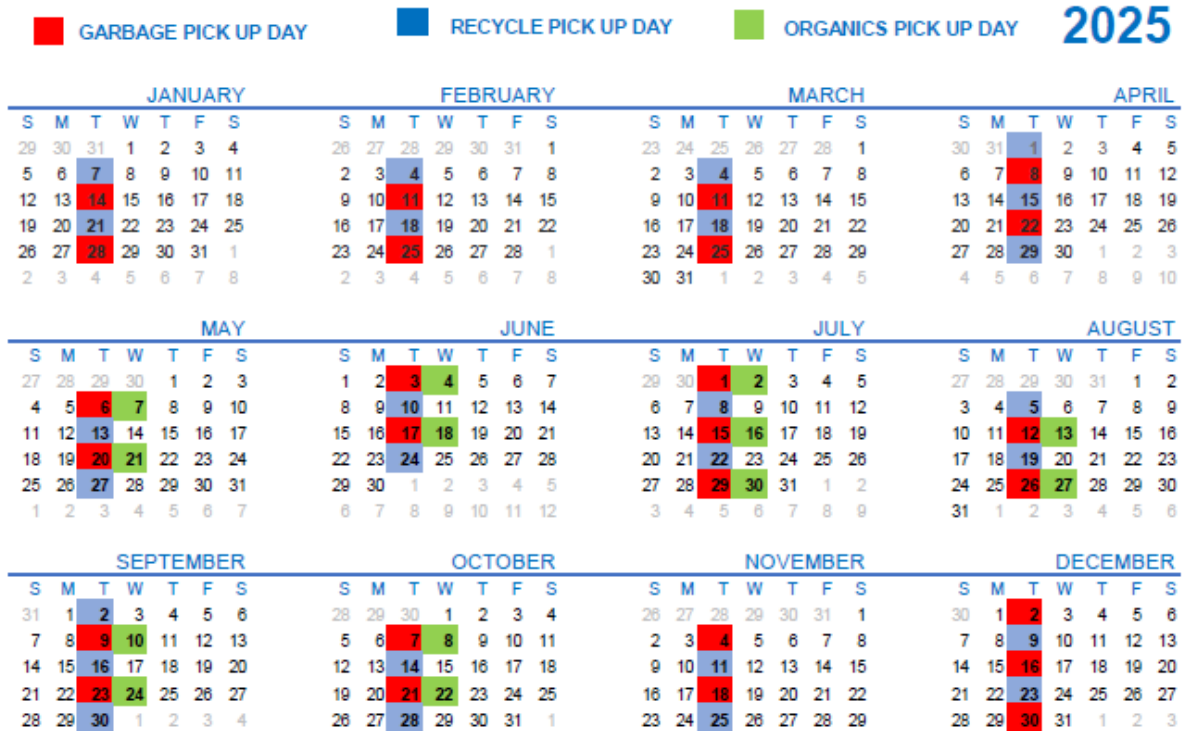 GARBAGE PICK UP DAY RECYCLE PICK UP DAY ORGANICS PICK UP DAY 2025
JANUARY FEBRUARY MARCH APRIL
S M T W T F S S M T W T F S S M T W T F S S M T W T F S
29 30 31 1 2 3 4 26 27 28 29 30 31 1 23 24 25 26 27 28 1 30 31 1 2 3 4 5
5 6 7 8 9 10 11 2 3 4 5 6 7 8 2 3 4 5 6 7 8 6 7 8 9 10 11 12
12 13 14 15 16 17 18 9 10 11 12 13 14 15 9 10 11 12 13 14 15 13 14 15 16 17 18 19
19 20 21 22 23 24 25 16 17 18 19 20 21 22 16 17 18 19 20 21 22 20 21 22 23 24 25 26
26 27 28 29 30 31 1 23 24 25 26 27 28 1 23 24 25 26 27 28 29 27 28 29 30 1 2 3
2 3 4 5 6 7 8 2 3 4 5 6 7 8 30 31 1 2 3 4 5 4 5 6 7 8 9 10
MAY JUNE JULY AUGUST
S M T W T F S S M T W T F S S M T W T F S S M T W T F S
27 28 29 30 1 2 3 1 2 3 4 5 6 7 29 30 1 2 3 4 5 27 28 29 30 31 1 2
4 5 6 7 8 9 10 8 9 10 11 12 13 14 6 7 8 9 10 11 12 3 4 5 6 7 8 9
11 12 13 14 15 16 17 15 16 17 18 19 20 21 13 14 15 16 17 18 19 10 11 12 13 14 15 16
18 19 20 21 22 23 24 22 23 24 25 26 27 28 20 21 22 23 24 25 26 17 18 19 20 21 22 23
25 26 27 28 29 30 31 29 30 1 2 3 4 5 27 28 29 30 31 1 2 24 25 26 27 28 29 30
1 2 3 4 5 6 7 6 7 8 9 10 11 12 3 4 5 6 7 8 9 31 1 2 3 4 5 6
SEPTEMBER OCTOBER NOVEMBER DECEMBER
S M T W T F S S M T W T F S S M T W T F S S M T W T F S
31 1 2 3 4 5 6 28 29 30 1 2 3 4 26 27 28 29 30 31 1 30 1 2 3 4 5 6
7 8 9 10 11 12 13 5 6 7 8 9 10 11 2 3 4 5 6 7 8 7 8 9 10 11 12 13
14 15 16 17 18 19 20 12 13 14 15 16 17 18 9 10 11 12 13 14 15 14 15 16 17 18 19 20
21 22 23 24 25 26 27 19 20 21 22 23 24 25 16 17 18 19 20 21 22 21 22 23 24 25 26 27
28 29 30 1 2 3 4 26 27 28 29 30 31 1 23 24 25 26 27 28 29 28 29 30 31 1 2 3